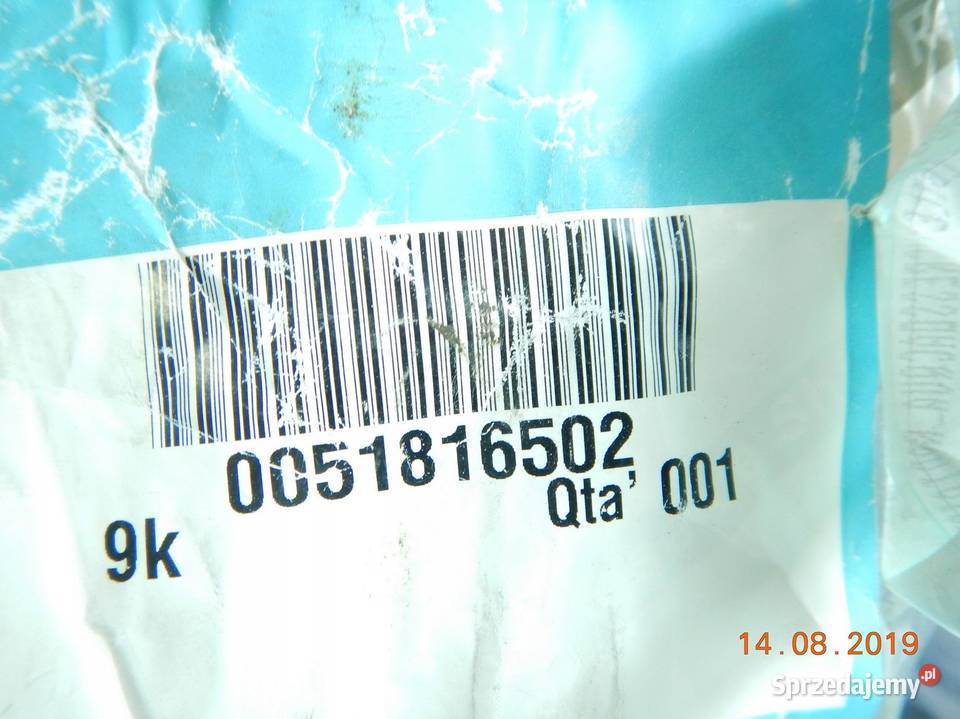 0051816502
Qta' 001
9k
14.08.2019
Sprzedajemy.pl